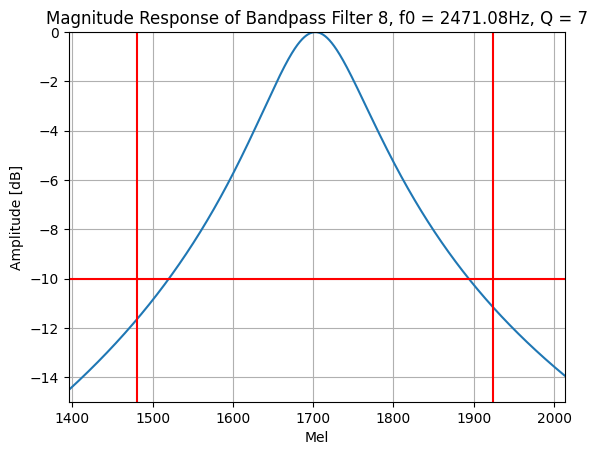 Magnitude Response of Bandpass Filter 8, f0 = 2471.08Hz, Q = 7
0
−2
−4
−6
−8
−10
−12
−14
Amplitude [dB]
1400 1500 1600 1700 1800 1900 2000
Mel